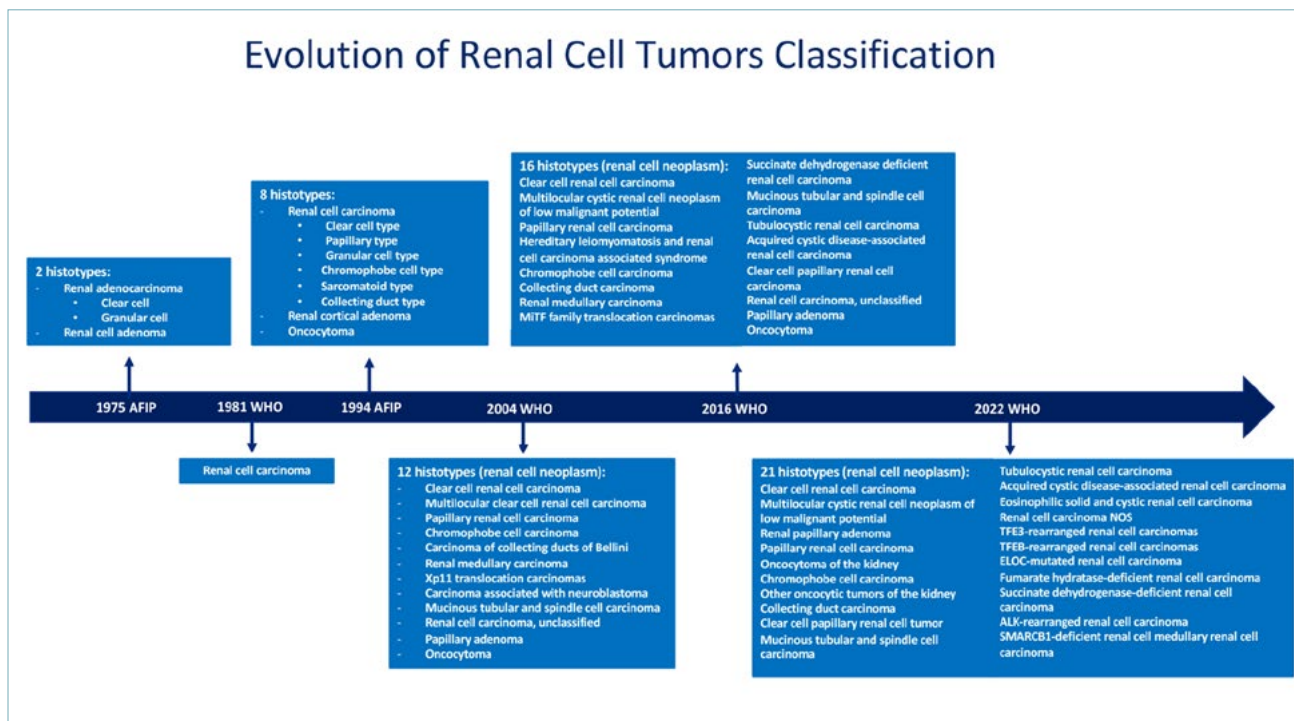 Evolution of Renal Cell Tumors Classification
2 histotypes:
- Renal adenocarcinoma
• Clear cell
• Granular cell
- Renal cell adenoma
8 histotypes:
- Renal cell carcinoma
• Clear cell type
• Papillary type
• Granular cell type
• Chromophobe cell type
• Sarcomatoid type
• Collecting duct type
- Renal cortical adenoma
- Oncocytoma
16 histotypes (renal cell neoplasm):
Clear cell renal cell carcinoma
Multilocular cystic renal cell neoplasm
of low malignant potential
Papillary renal cell carcinoma
Hereditary leiomyomatosis and renal
cell carcinoma associated syndrome
Chromophobe cell carcinoma
Collecting duct carcinoma
Renal medullary carcinoma
MiTF family translocation carcinomas
Succinate dehydrogenase deficient
renal cell carcinoma
Mucinous tubular and spindle cell
carcinoma
Tubulocystic renal cell carcinoma
Acquired cystic disease-associated
renal cell carcinoma
Clear cell papillary renal cell
carcinoma
Renal cell carcinoma, unclassified
Papillary adenoma
Oncocytoma
1975 AFIP
1981 WHO
1994 AFIP
2004 WHO
2016 WHO
2022 WHO
Renal cell carcinoma
12 histotypes (renal cell neoplasm):
- Clear cell renal cell carcinoma
- Multilocular clear cell renal cell carcinoma
- Papillary renal cell carcinoma
- Chromophobe cell carcinoma
- Carcinoma of collecting ducts of Bellini
- Renal medullary carcinoma
- Xp11 translocation carcinomas
- Carcinoma associated with neuroblastoma
- Mucinous tubular and spindle cell carcinoma
- Renal cell carcinoma, unclassified
- Papillary adenoma
- Oncocytoma
21 histotypes (renal cell neoplasm):
Clear cell renal cell carcinoma
Multilocular cystic renal cell neoplasm of
low malignant potential
Renal papillary adenoma
Papillary renal cell carcinoma
Oncocytoma of the kidney
Chromophobe cell carcinoma
Other oncocytic tumors of the kidney
Collecting duct carcinoma
Clear cell papillary renal cell tumor
Mucinous tubular and spindle cell
carcinoma
Tubulocystic renal cell carcinoma
Acquired cystic disease-associated renal cell carcinoma
Eosinophilic solid and cystic renal cell carcinoma
Renal cell carcinoma NOS
TFE3-rearranged renal cell carcinomas
TFEB-rearranged renal cell carcinomas
ELOC-mutated renal cell carcinoma
Fumarate hydratase-deficient renal cell carcinoma
Succinate dehydrogenase-deficient renal cell
carcinoma
ALK-rearranged renal cell carcinoma
SMARCB1-deficient renal cell medullary renal cell
carcinoma